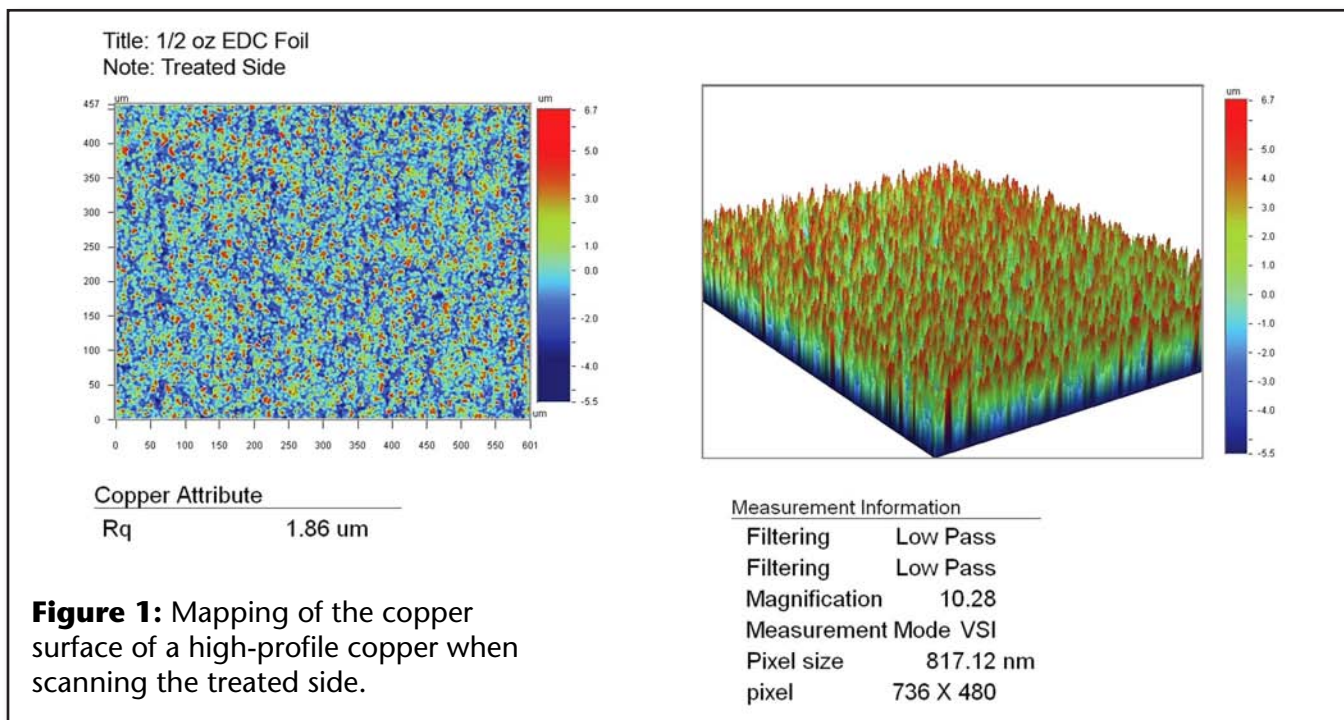 Title: 1/2 oz EDC Foil
Note: Treated Side
um
457
400
350
300
250
200
150
100
50
0
0 50 100 150 200 250 300 350 400 450 500 550 601
um
um
6.7
5.0
3.0
1.0
0.0
-2.0
-4.0
-5.5
um
6.7
5.0
4.0
3.0
2.0
1.0
0.0
-1.0
-2.0
-3.0
-4.0
-5.5
Copper Attribute
Rq 1.86 um
Measurement Information
Filtering Low Pass
Filtering Low Pass
Magnification 10.28
Measurement Mode VSI
Pixel size 817.12 nm
pixel 736 X 480
Figure 1: Mapping of the copper
surface of a high-profile copper when
scanning the treated side.